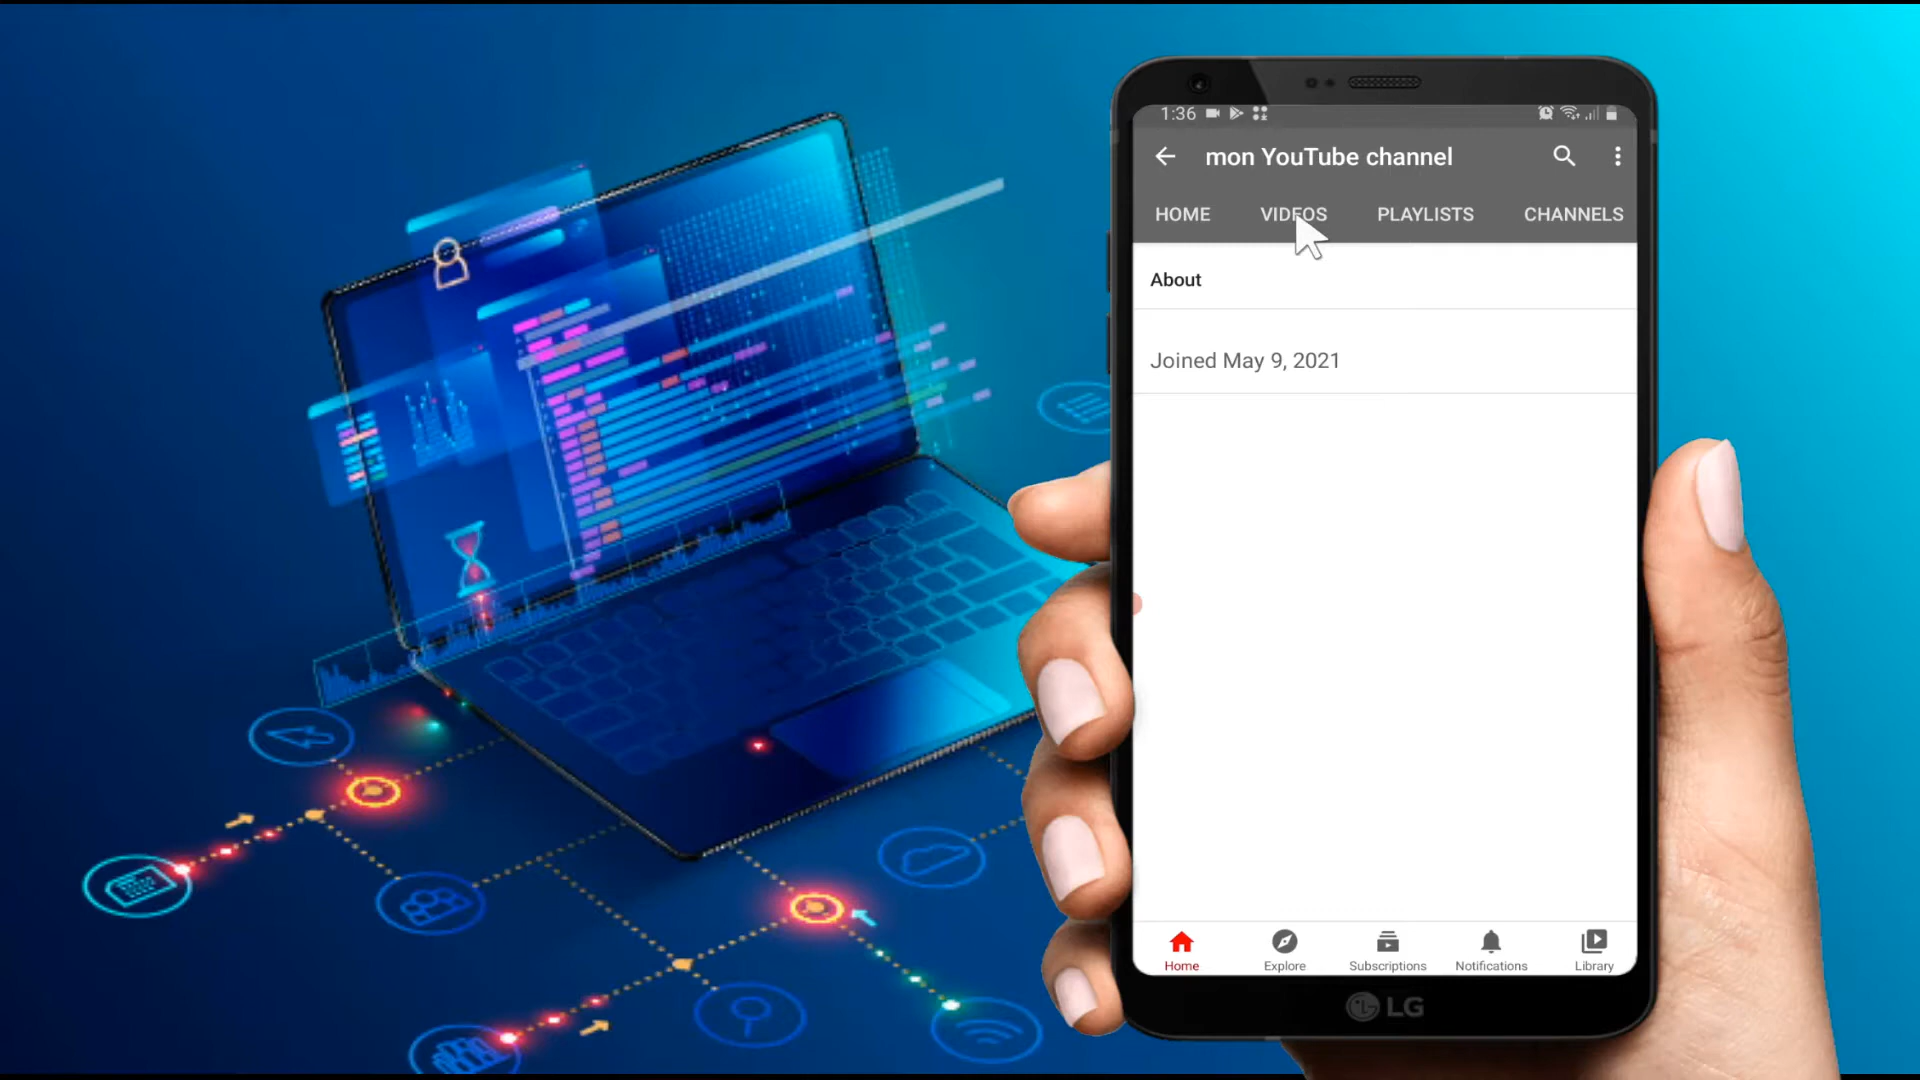 1:36
mon YouTube channel
HOME VIDEOS PLAYLISTS CHANNELS
About
Joined May 9, 2021
Home Explore Subscriptions Notifications Library
LG